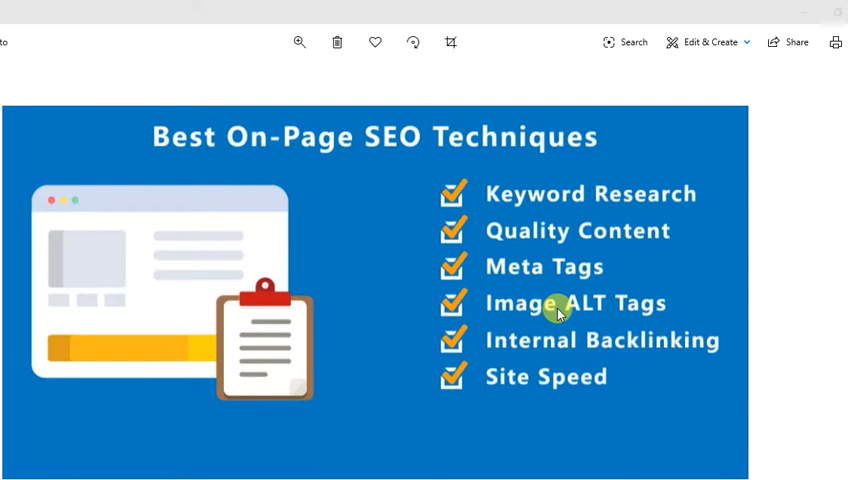 to
Search
Edit & Create
Share
Best On-Page SEO Techniques
Keyword Research
Quality Content
Meta Tags
Image ALT Tags
Internal Backlinking
Site Speed